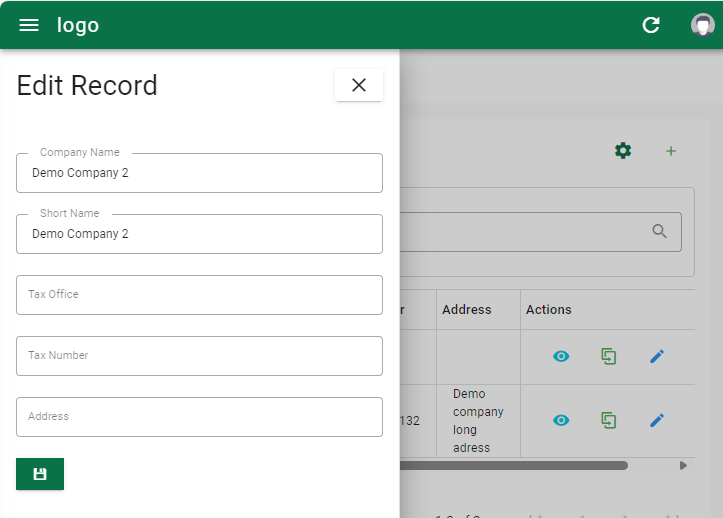 logo
Edit Record
Company Name
Demo Company 2
Short Name
Demo Company 2
Tax Office
Tax Number
Address
r Address Actions
132
Demo
company
long
adress